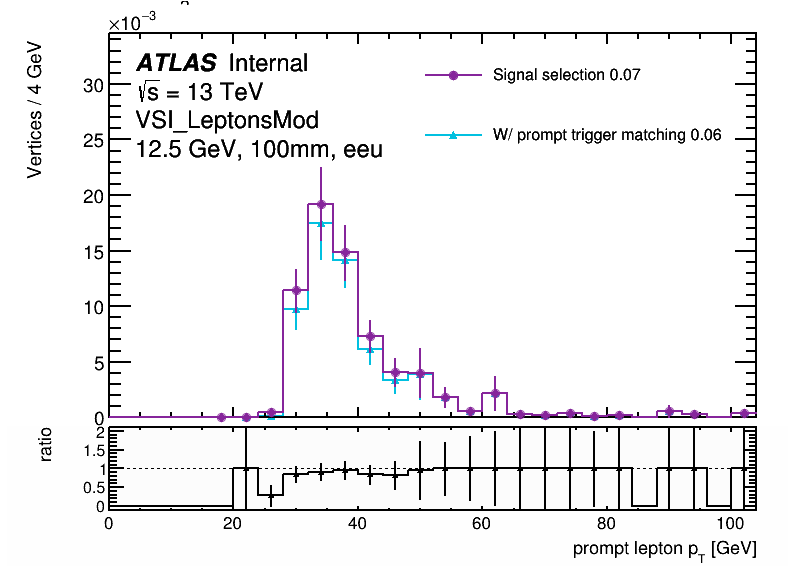 ×10⁻³
Vertices / 4 GeV
ATLAS Internal
√s = 13 TeV
VSI_LeptonsMod
12.5 GeV, 100mm, eeu
Signal selection 0.07
W/ prompt trigger matching 0.06
30
25
20
15
10
5
0
ratio
2
1.5
1
0.5
0
0 20 40 60 80 100
prompt lepton p_T [GeV]